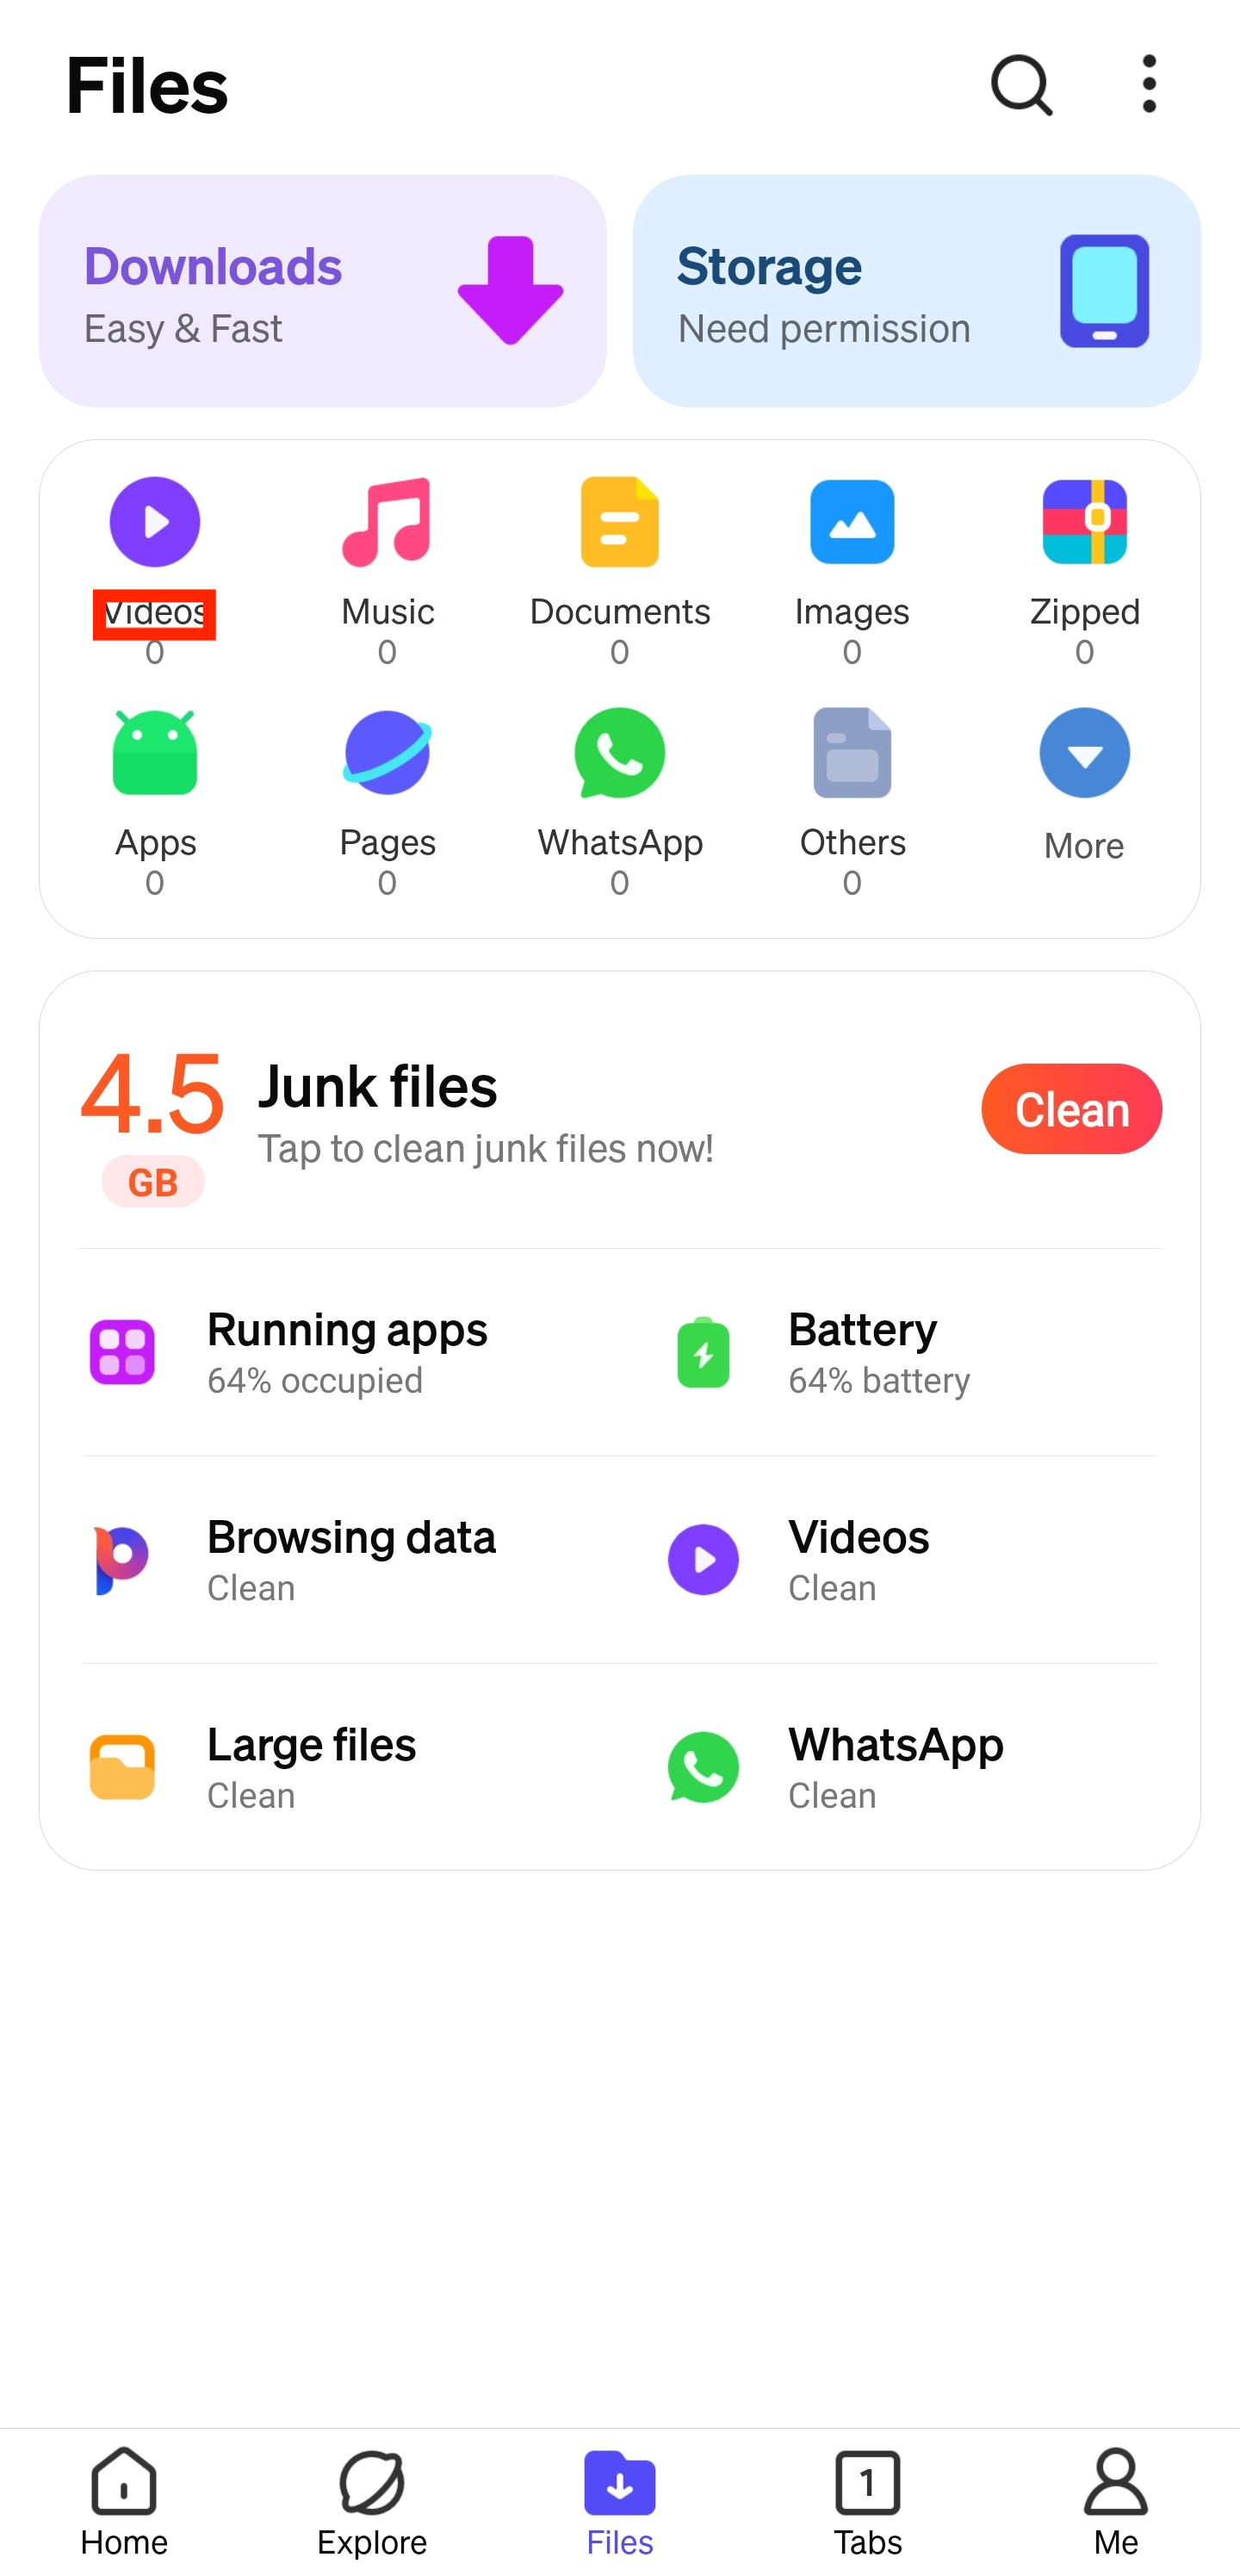 Files
Downloads
Easy & Fast
Storage
Need permission
Videos
0
Music
0
Documents
0
Images
0
Zipped
0
Apps
0
Pages
0
WhatsApp
0
Others
0
More
4.5
GB
Junk files
Tap to clean junk files now!
Clean
Running apps
64% occupied
Battery
64% battery
Browsing data
Clean
Videos
Clean
Large files
Clean
WhatsApp
Clean
Home
Explore
Files
1
Tabs
Me